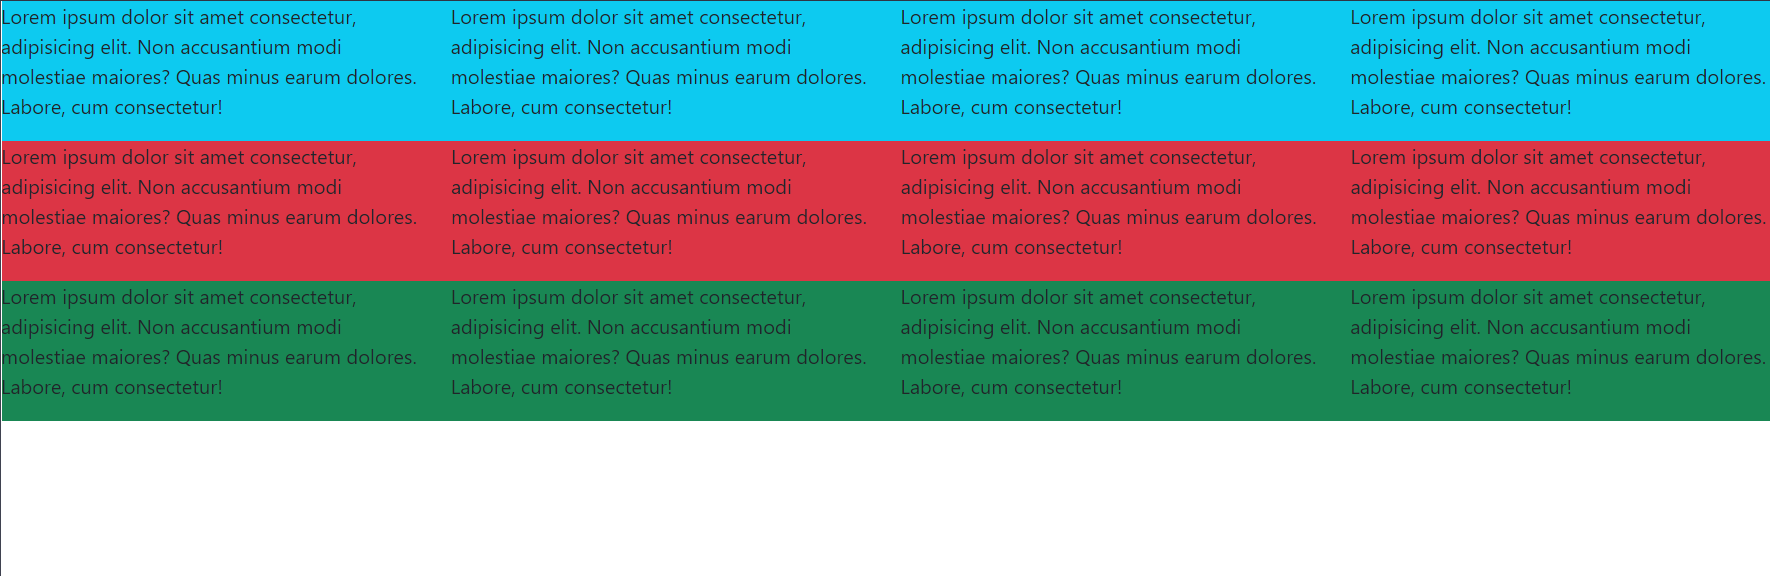 Lorem ipsum dolor sit amet consectetur,
adipisicing elit. Non accusantium modi
molestiae maiores? Quas minus earum dolores.
Labore, cum consectetur!
Lorem ipsum dolor sit amet consectetur,
adipisicing elit. Non accusantium modi
molestiae maiores? Quas minus earum dolores.
Labore, cum consectetur!
Lorem ipsum dolor sit amet consectetur,
adipisicing elit. Non accusantium modi
molestiae maiores? Quas minus earum dolores.
Labore, cum consectetur!
Lorem ipsum dolor sit amet consectetur,
adipisicing elit. Non accusantium modi
molestiae maiores? Quas minus earum dolores.
Labore, cum consectetur!
Lorem ipsum dolor sit amet consectetur,
adipisicing elit. Non accusantium modi
molestiae maiores? Quas minus earum dolores.
Labore, cum consectetur!
Lorem ipsum dolor sit amet consectetur,
adipisicing elit. Non accusantium modi
molestiae maiores? Quas minus earum dolores.
Labore, cum consectetur!
Lorem ipsum dolor sit amet consectetur,
adipisicing elit. Non accusantium modi
molestiae maiores? Quas minus earum dolores.
Labore, cum consectetur!
Lorem ipsum dolor sit amet consectetur,
adipisicing elit. Non accusantium modi
molestiae maiores? Quas minus earum dolores.
Labore, cum consectetur!
Lorem ipsum dolor sit amet consectetur,
adipisicing elit. Non accusantium modi
molestiae maiores? Quas minus earum dolores.
Labore, cum consectetur!
Lorem ipsum dolor sit amet consectetur,
adipisicing elit. Non accusantium modi
molestiae maiores? Quas minus earum dolores.
Labore, cum consectetur!
Lorem ipsum dolor sit amet consectetur,
adipisicing elit. Non accusantium modi
molestiae maiores? Quas minus earum dolores.
Labore, cum consectetur!
Lorem ipsum dolor sit amet consectetur,
adipisicing elit. Non accusantium modi
molestiae maiores? Quas minus earum dolores.
Labore, cum consectetur!